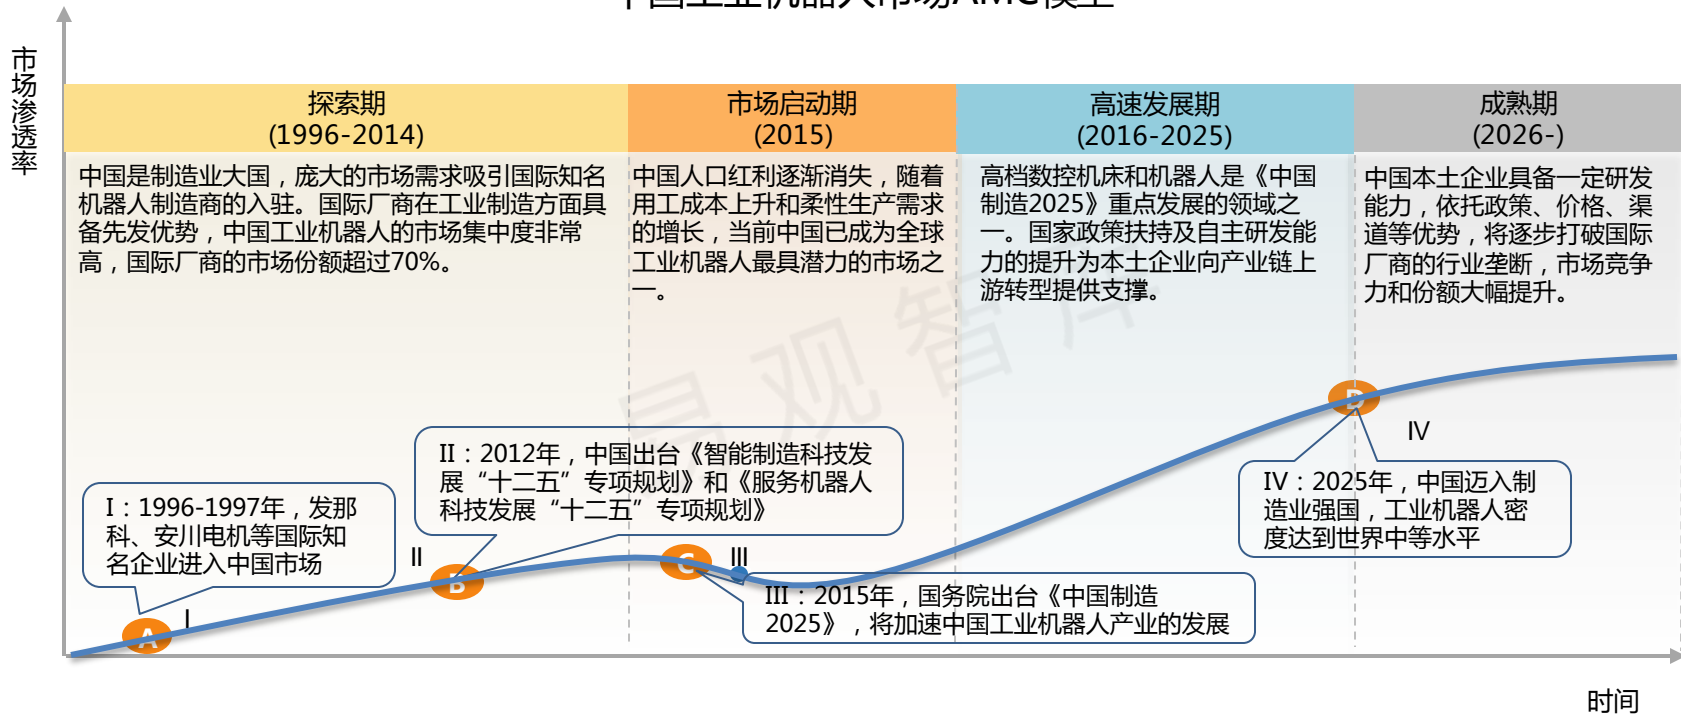 中国工业机器人市场AMC模型
市场渗透率
探索期
(1996-2014)
市场启动期
(2015)
高速发展期
(2016-2025)
成熟期
(2026-)
中国是制造业大国，庞大的市场需求吸引国际知名
机器人制造商的入驻。国际厂商在工业制造方面具
备先发优势，中国工业机器人的市场集中度非常
高，国际厂商的市场份额超过70%。
中国人口红利逐渐消失，随着
用工成本上升和柔性生产需求
的增长，当前中国已成为全球
工业机器人最具潜力的市场之
一。
高档数控机床和机器人是《中国
制造2025》重点发展的领域之
一。国家政策扶持及自主研发能
力的提升为本土企业向产业链上
游转型提供支撑。
中国本土企业具备一定研发
能力，依托政策、价格、渠
道等优势，将逐步打破国际
厂商的行业垄断，市场竞争
力和份额大幅提升。
易观智库
I：1996-1997年，发那
科、安川电机等国际知
名企业进入中国市场
A
I
II：2012年，中国出台《智能制造科技发
展“十二五”专项规划》和《服务机器人
科技发展“十二五”专项规划》
II
B
C
III
III：2015年，国务院出台《中国制造
2025》，将加速中国工业机器人产业的发展
D
IV
IV：2025年，中国迈入制
造业强国，工业机器人密
度达到世界中等水平
时间